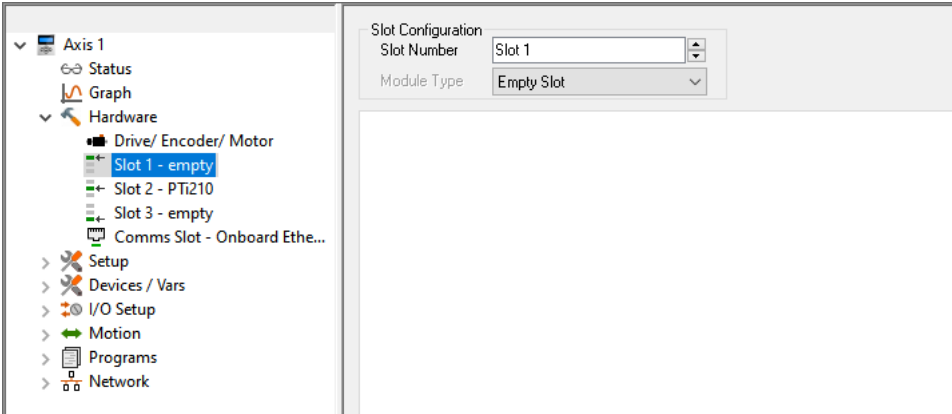 Axis 1
Status
Graph
Hardware
Drive/ Encoder/ Motor
Slot 1 - empty
Slot 2 - PTi210
Slot 3 - empty
Comms Slot - Onboard Ethe...
Setup
Devices / Vars
I/O Setup
Motion
Programs
Network
Slot Configuration
Slot Number Slot 1
Module Type Empty Slot